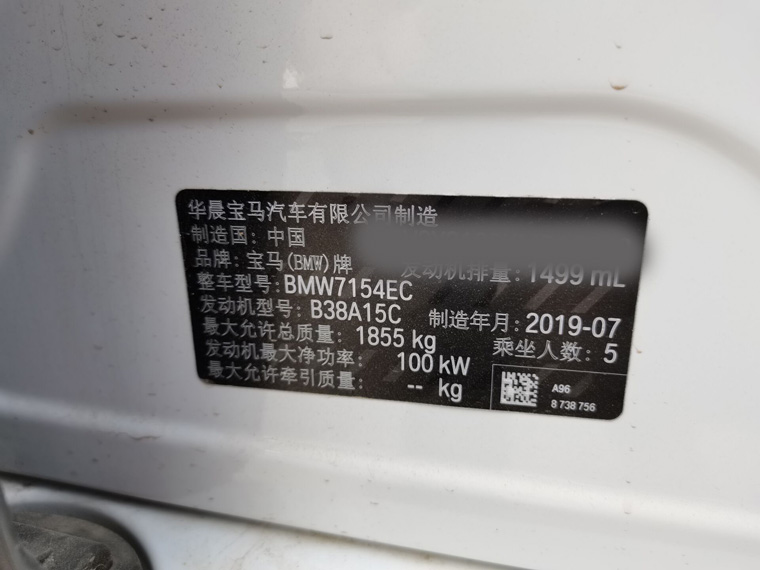 华晨宝马汽车有限公司制造
制造国：中国
品牌：宝马(BMW)牌
发动机排量：1499 mL
整车型号：BMW7154EC
发动机型号：B38A15C
制造年月：2019-07
最大允许总质量：1855 kg
乘坐人数：5
发动机最大净功率：100 kW
最大允许牵引质量：-- kg
A96
8 738 756